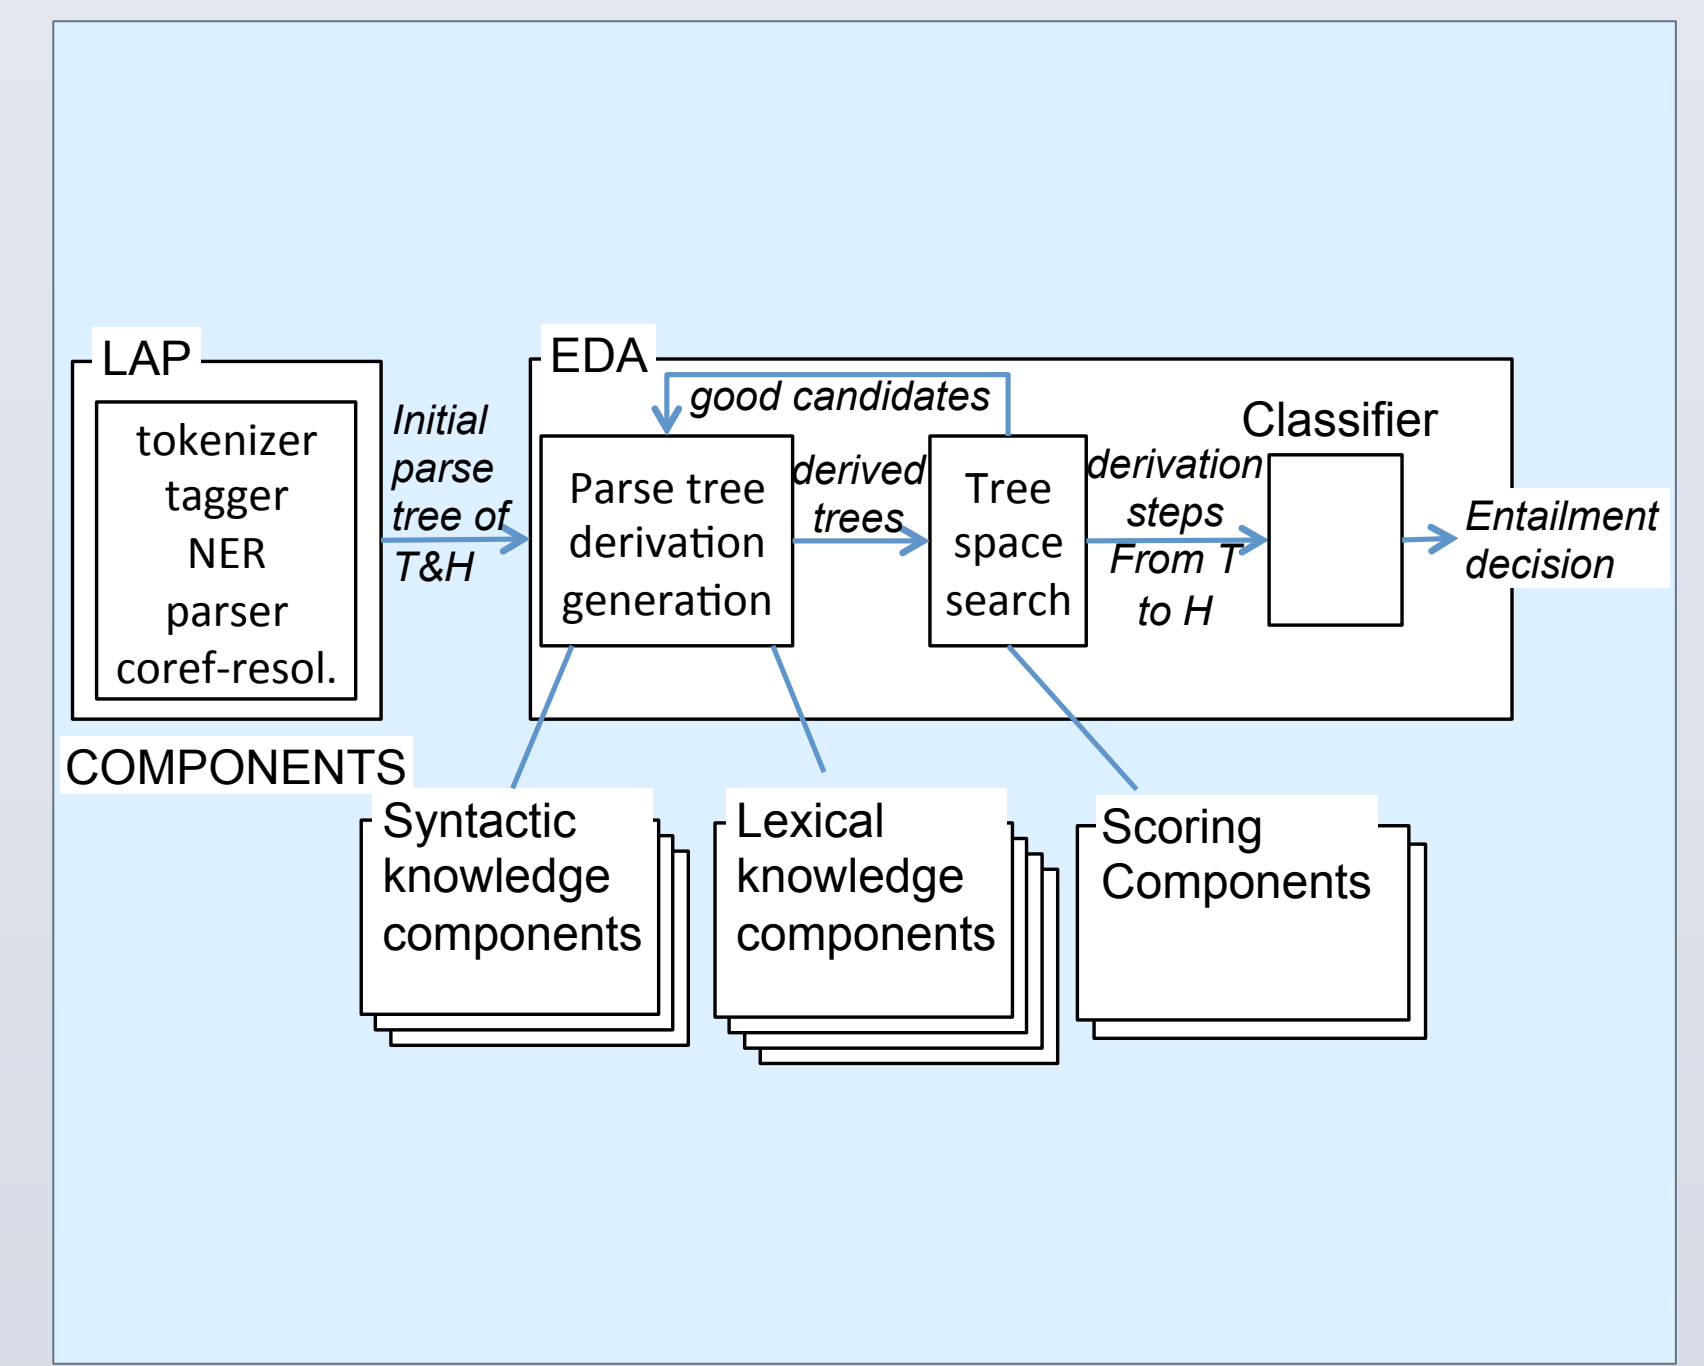 LAP
tokenizer
tagger
NER
parser
coref-resol.
Initial
parse
tree of
T&H
EDA
good candidates
Parse tree
derivation
generation
derived
trees
Tree
space
search
derivation
steps
From T
to H
Classifier
Entailment
decision
COMPONENTS
Syntactic
knowledge
components
Lexical
knowledge
components
Scoring
Components